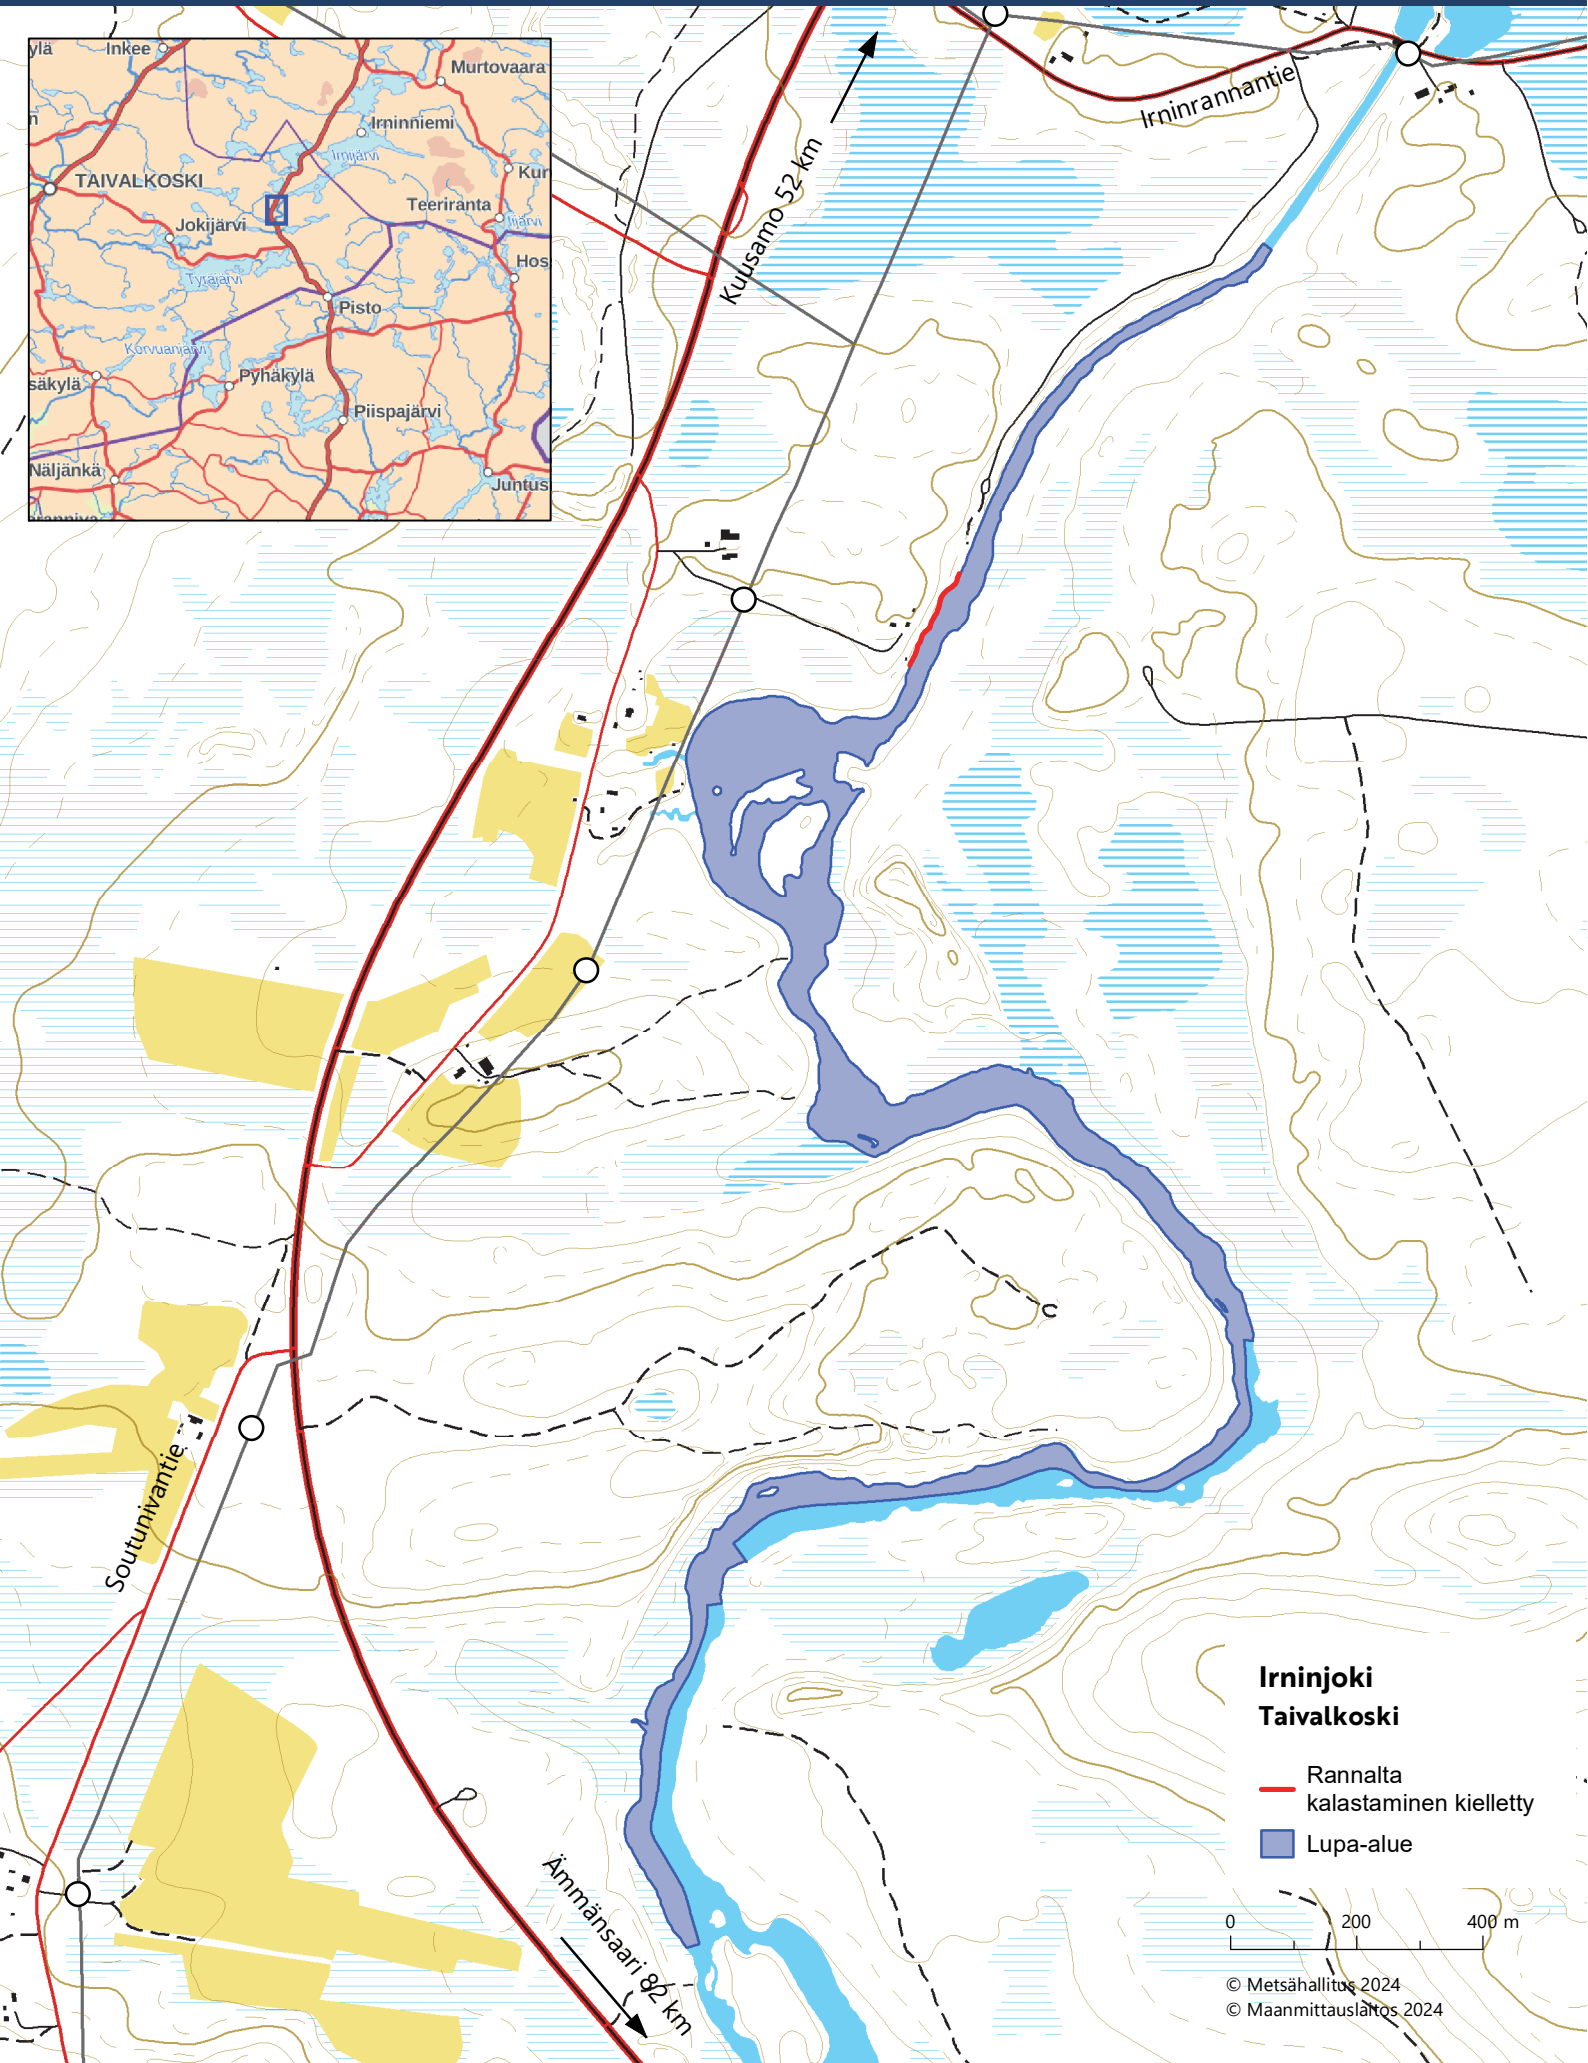 ylä
Inkee
Murtovaara
n
Irninniemi
Irnijärvi
TAIVALKOSKI
Kur
Teeriranta
Iijärvi
Jokijärvi
Hos
Tyräjärvi
Pisto
Korvuanjärvi
säkylä
Pyhäkylä
Piispajärvi
Näljänkä
Juntus
Kuusamo 52 km
Irninrannantie
Soutunivantie
Ämmänsaari 82 km
Irninjoki
Taivalkoski
Rannalta
kalastaminen kielletty
Lupa-alue
0 200 400 m
© Metsähallitus 2024
© Maanmittauslaitos 2024